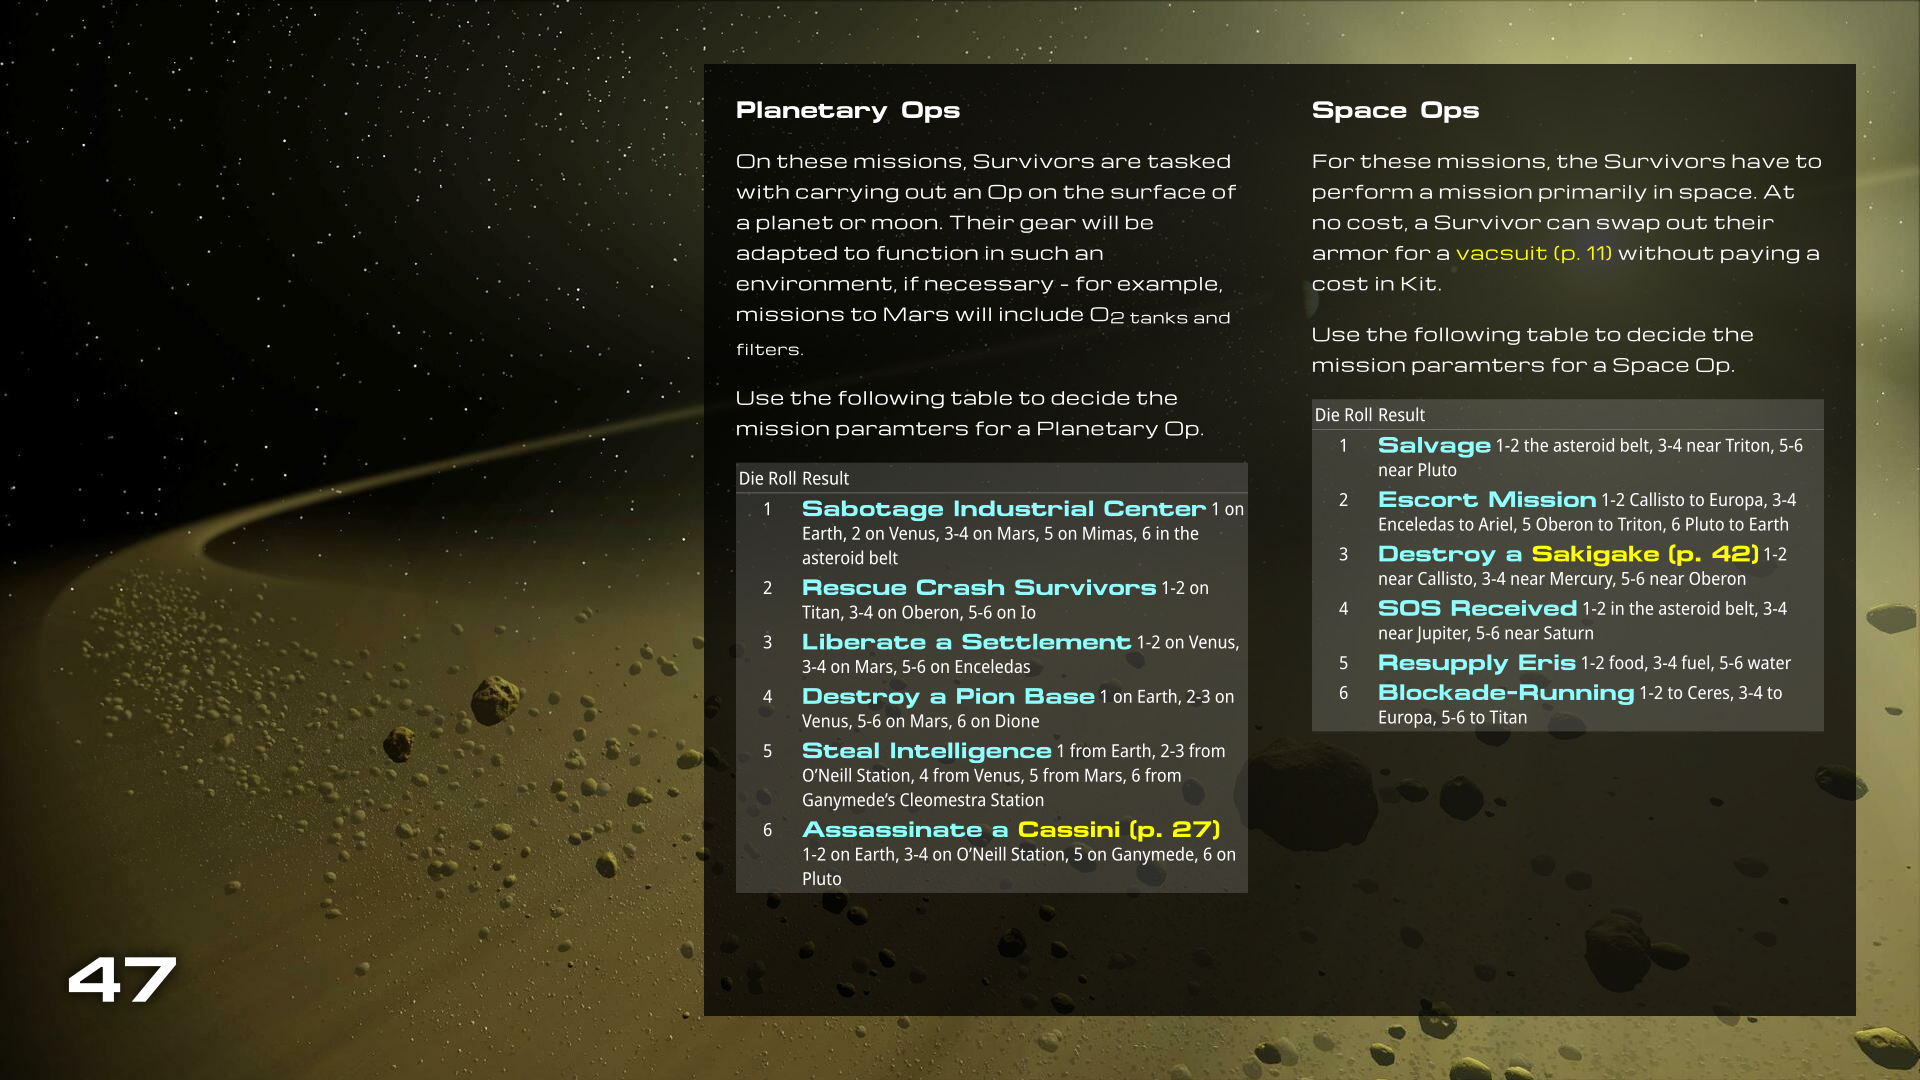 Planetary Ops
On these missions, Survivors are tasked
with carrying out an Op on the surface of
a planet or moon. Their gear will be
adapted to function in such an
environment, if necessary - for example,
missions to Mars will include O2 tanks and
filters.
Use the following table to decide the
mission paramters for a Planetary Op.
Die Roll Result
1 Sabotage Industrial Center 1 on
Earth, 2 on Venus, 3-4 on Mars, 5 on Mimas, 6 in the
asteroid belt
2 Rescue Crash Survivors 1-2 on
Titan, 3-4 on Oberon, 5-6 on Io
3 Liberate a Settlement 1-2 on Venus,
3-4 on Mars, 5-6 on Enceledas
4 Destroy a Pion Base 1 on Earth, 2-3 on
Venus, 5-6 on Mars, 6 on Dione
5 Steal Intelligence 1 from Earth, 2-3 from
O’Neill Station, 4 from Venus, 5 from Mars, 6 from
Ganymede’s Cleomestra Station
6 Assassinate a Cassini (p. 27)
1-2 on Earth, 3-4 on O’Neill Station, 5 on Ganymede, 6 on
Pluto
Space Ops
For these missions, the Survivors have to
perform a mission primarily in space. At
no cost, a Survivor can swap out their
armor for a vacsuit (p. 11) without paying a
cost in Kit.
Use the following table to decide the
mission paramters for a Space Op.
Die Roll Result
1 Salvage 1-2 the asteroid belt, 3-4 near Triton, 5-6
near Pluto
2 Escort Mission 1-2 Callisto to Europa, 3-4
Enceledas to Ariel, 5 Oberon to Triton, 6 Pluto to Earth
3 Destroy a Sakigake (p. 42) 1-2
near Callisto, 3-4 near Mercury, 5-6 near Oberon
4 SOS Received 1-2 in the asteroid belt, 3-4
near Jupiter, 5-6 near Saturn
5 Resupply Eris 1-2 food, 3-4 fuel, 5-6 water
6 Blockade-Running 1-2 to Ceres, 3-4 to
Europa, 5-6 to Titan
47